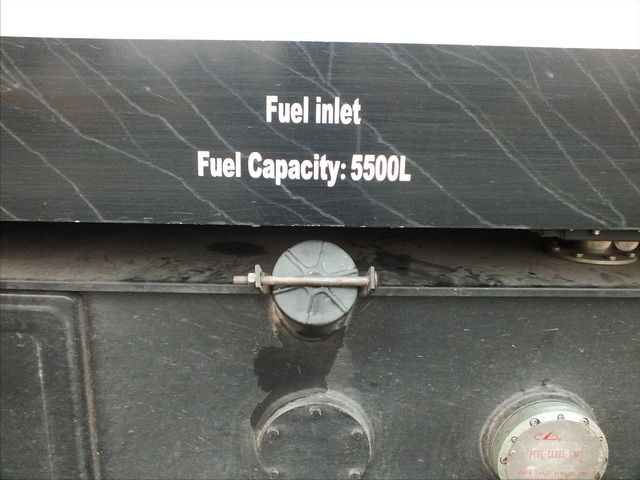 Fuel inlet
Fuel Capacity: 5500L
FUEL LEVEL UNIT